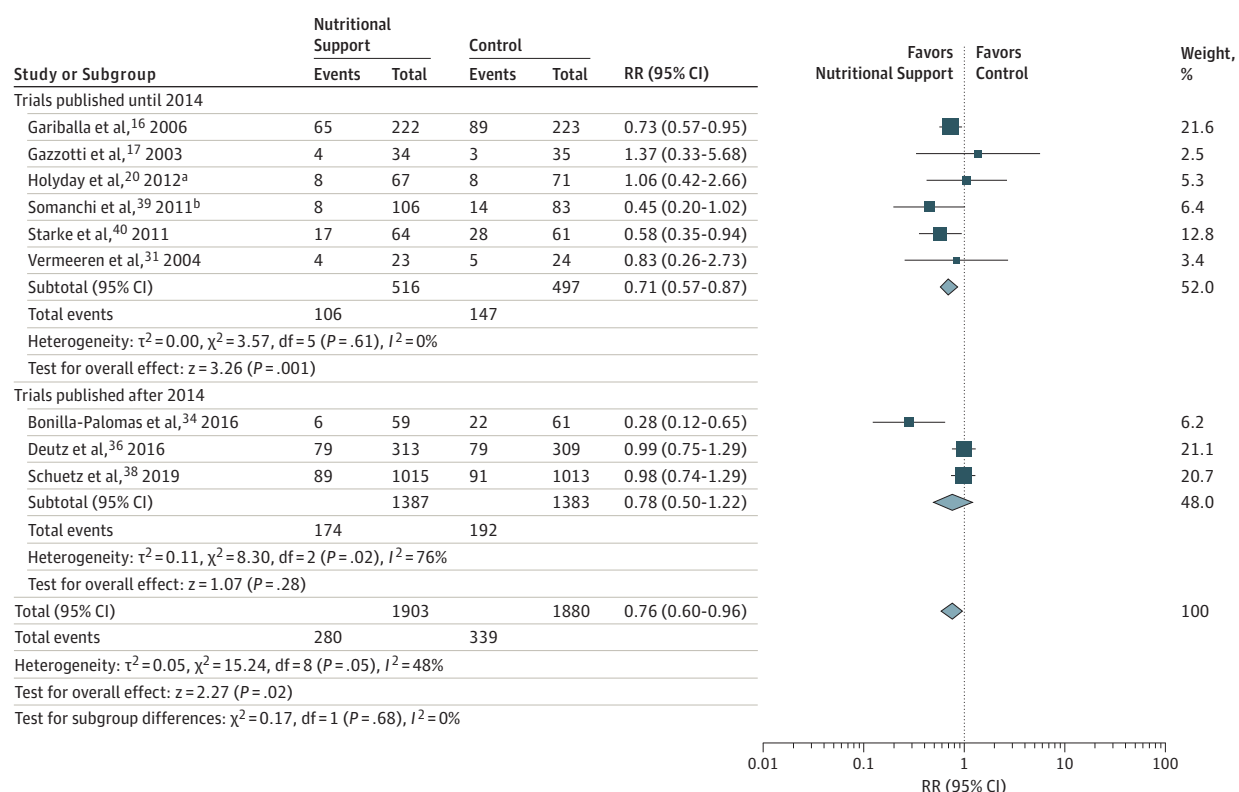 Nutritional Support Control Favors Nutritional Support Favors Control Weight, %
Study or Subgroup Events Total Events Total RR (95% CI)
Trials published until 2014
Gariballa et al,16 2006 65 222 89 223 0.73 (0.57-0.95) 21.6
Gazzotti et al,17 2003 4 34 3 35 1.37 (0.33-5.68) 2.5
Holyday et al,20 2012a 8 67 8 71 1.06 (0.42-2.66) 5.3
Somanchi et al,39 2011b 8 106 14 83 0.45 (0.20-1.02) 6.4
Starke et al,40 2011 17 64 28 61 0.58 (0.35-0.94) 12.8
Vermeeren et al,31 2004 4 23 5 24 0.83 (0.26-2.73) 3.4
Subtotal (95% CI) 516 497 0.71 (0.57-0.87) 52.0
Total events 106 147
Heterogeneity: τ2=0.00, χ2=3.57, df=5 (P=.61), I2=0%
Test for overall effect: z=3.26 (P=.001)
Trials published after 2014
Bonilla-Palomas et al,34 2016 6 59 22 61 0.28 (0.12-0.65) 6.2
Deutz et al,36 2016 79 313 79 309 0.99 (0.75-1.29) 21.1
Schuetz et al,38 2019 89 1015 91 1013 0.98 (0.74-1.29) 20.7
Subtotal (95% CI) 1387 1383 0.78 (0.50-1.22) 48.0
Total events 174 192
Heterogeneity: τ2=0.11, χ2=8.30, df=2 (P=.02), I2=76%
Test for overall effect: z=1.07 (P=.28)
Total (95% CI) 1903 1880 0.76 (0.60-0.96) 100
Total events 280 339
Heterogeneity: τ2=0.05, χ2=15.24, df=8 (P=.05), I2=48%
Test for overall effect: z=2.27 (P=.02)
Test for subgroup differences: χ2=0.17, df=1 (P=.68), I2=0%
0.01 0.1 1 10 100
RR (95% CI)